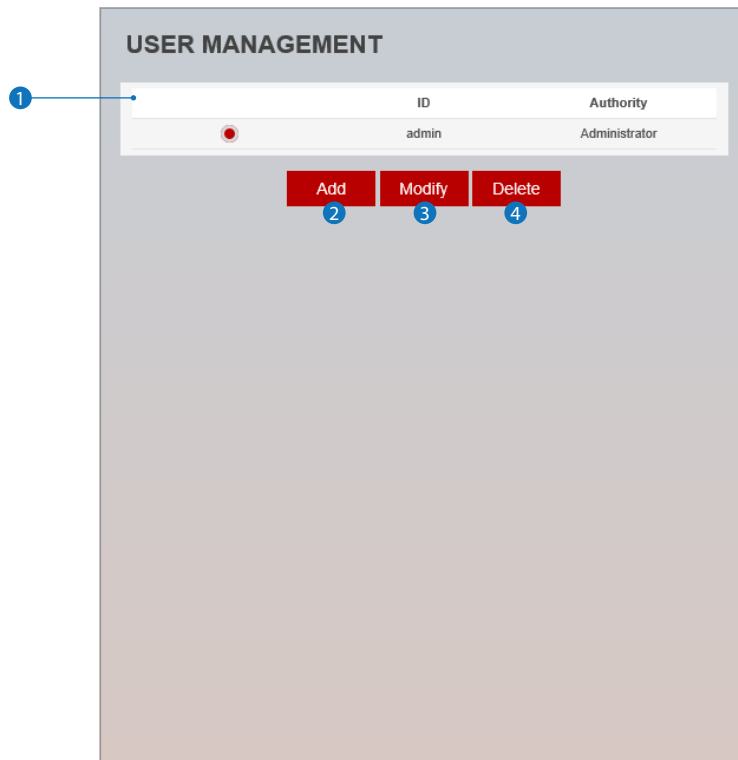 USER MANAGEMENT
1
ID Authority
admin Administrator
Add Modify Delete
2 3 4